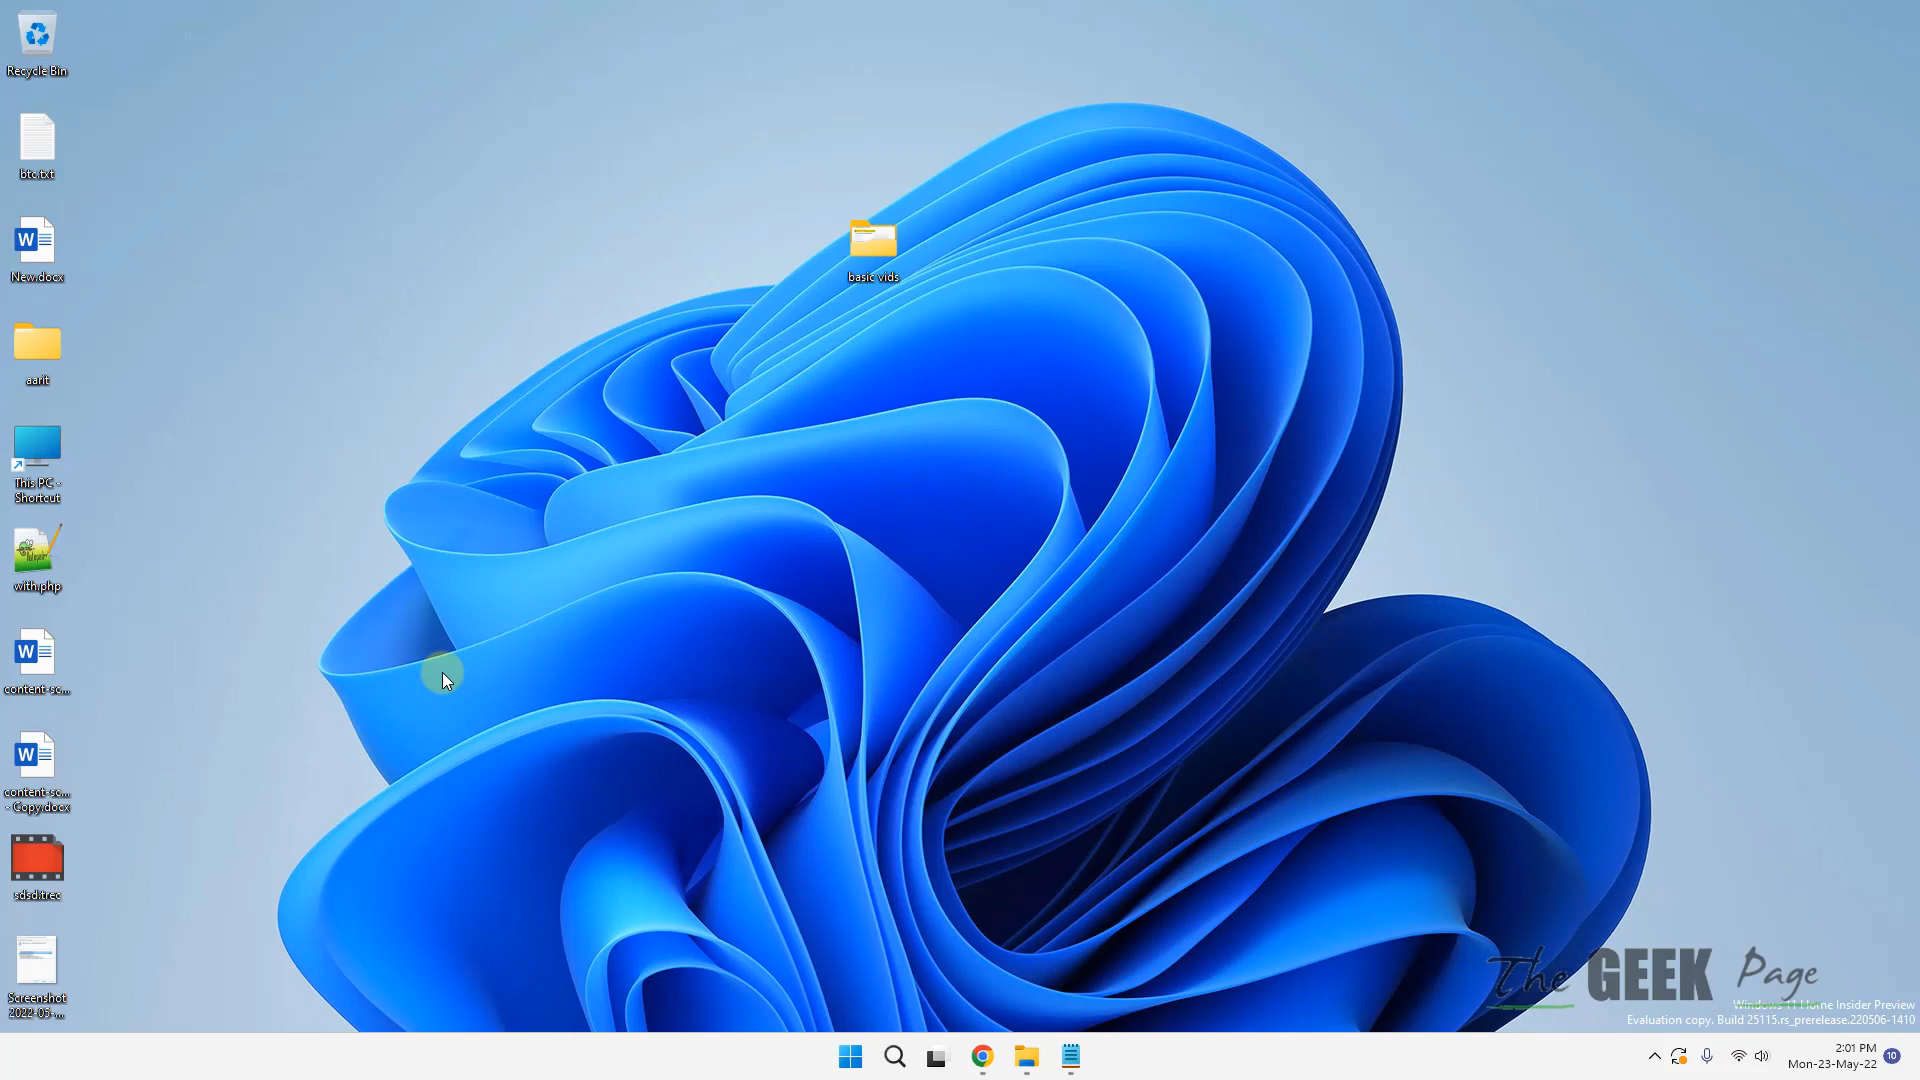 Recycle Bin
btc.txt
New.docx
aarit
This PC -
Shortcut
with.php
content-sc...
content-sc...
- Copy.docx
sdsd.trec
Screenshot
2022-05-...
basic vids
The GEEK Page
Windows 11 Home Insider Preview
Evaluation copy. Build 25115.rs_prerelease.220506-1410
2:01 PM
Mon-23-May-22
10